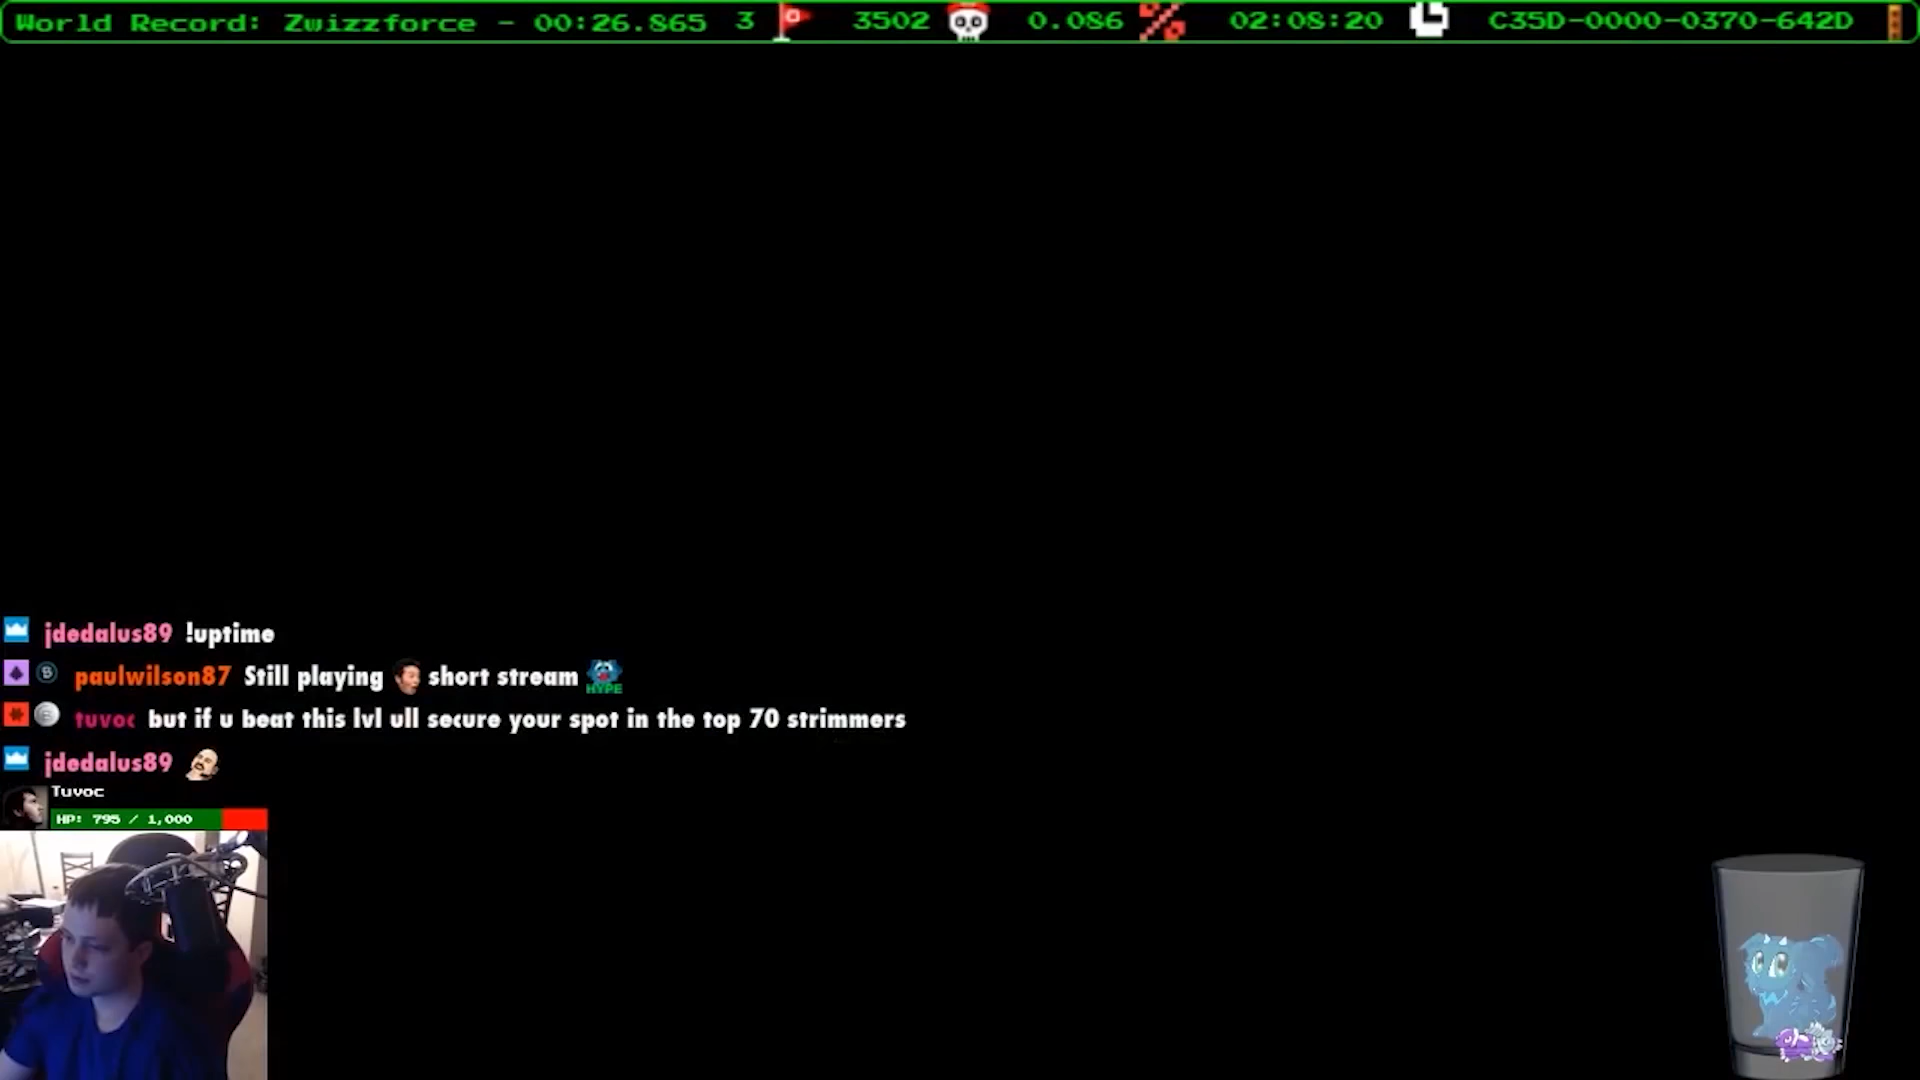 World Record: Zwizzforce - 00:26.865 3 3502 0.086 % 02:08:20 C35D-0000-0370-642D
jdedalus89 !uptime
paulwilson87 Still playing short stream HYPE
tuvoc but if u beat this lvl ull secure your spot in the top 70 strimmers
jdedalus89
Tuvoc
HP: 795 / 1,000